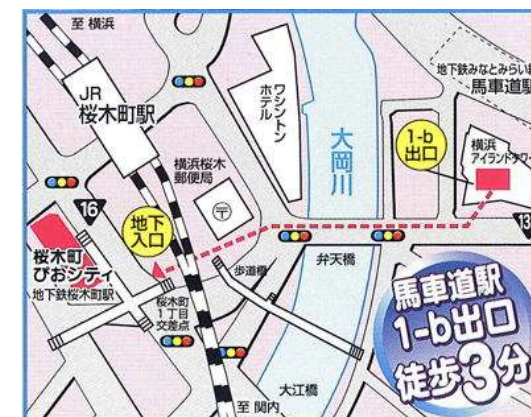 至 横浜
JR
桜木町駅
ワシントン
ホテル
大岡川
地下鉄みなとみらい線
馬車道駅
1-b
出口
横浜
アイランドタワー
横浜桜木
郵便局
〒
16
地下
入口
13
桜木町
ぴおシティ
地下鉄桜木町駅
桜木町
1丁目
交差点
歩道橋
弁天橋
大江橋
至 関内
馬車道駅
1-b出口
徒歩3分